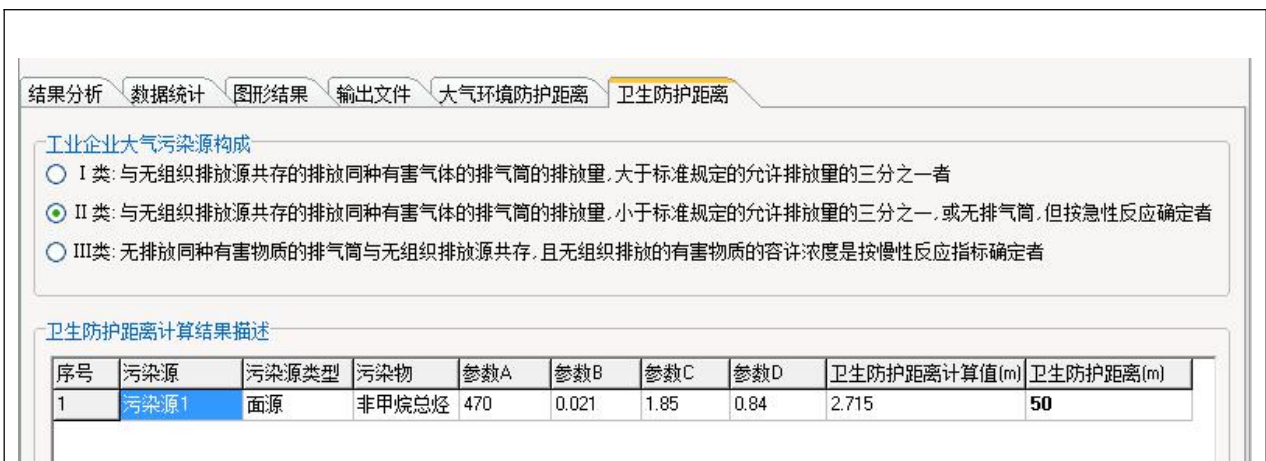 结果分析 数据统计 图形结果 输出文件 大气环境防护距离 卫生防护距离
工业企业大气污染源构成
I 类: 与无组织排放源共存的排放同种有害气体的排气筒的排放量,大于标准规定的允许排放量的三分之一者
II 类: 与无组织排放源共存的排放同种有害气体的排气筒的排放量,小于标准规定的允许排放量的三分之一,或无排气筒,但按急性反应确定者
III类: 无排放同种有害物质的排气筒与无组织排放源共存,且无组织排放的有害物质的容许浓度是按慢性反应指标确定者
卫生防护距离计算结果描述
序号 污染源 污染源类型 污染物 参数A 参数B 参数C 参数D 卫生防护距离计算值(m) 卫生防护距离(m)
1 污染源1 面源 非甲烷总烃 470 0.021 1.85 0.84 2.715 50